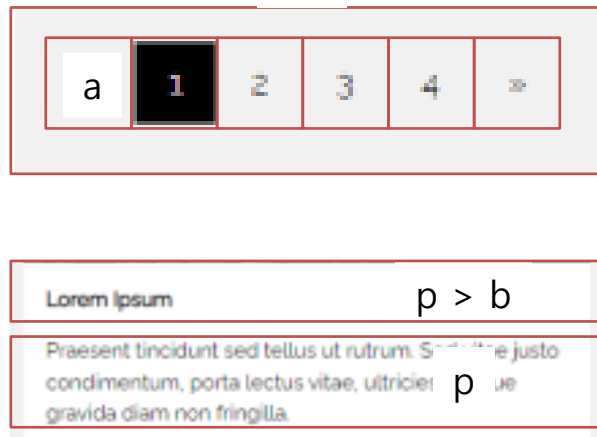 a 1 2 3 4 »
Lorem Ipsum p > b
Praesent tincidunt sed tellus ut rutrum. justo
condimentum, porta lectus vitae, p
gravida diam non fringilla.